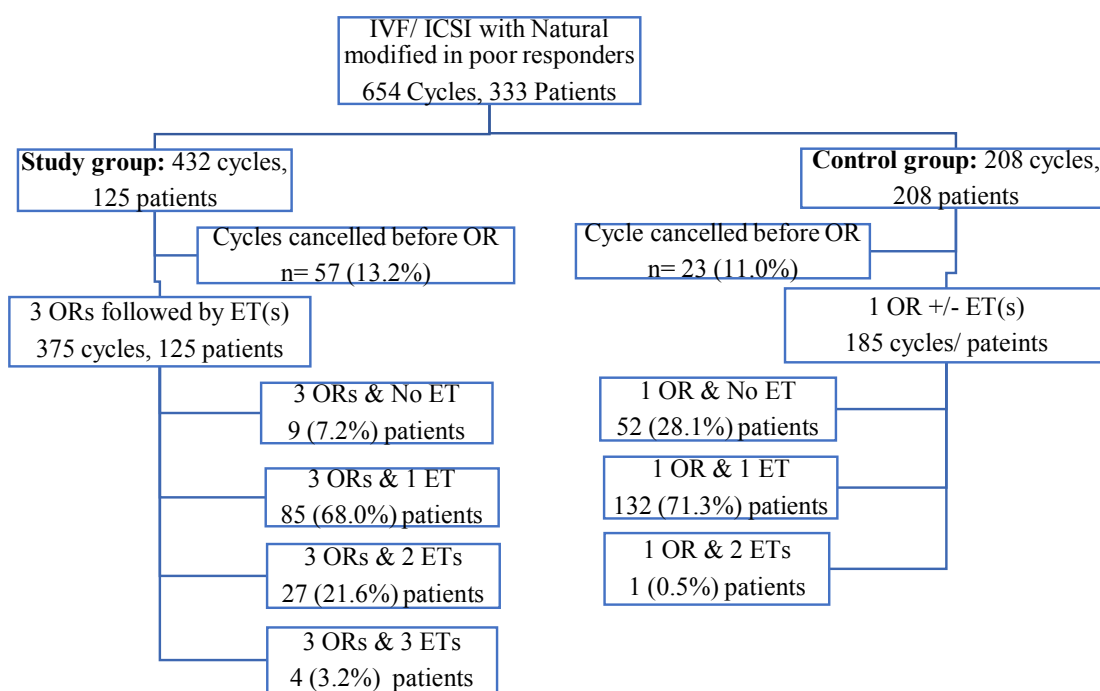 IVF/ ICSI with Natural
modified in poor responders
654 Cycles, 333 Patients
Study group: 432 cycles,
125 patients
Control group: 208 cycles,
208 patients
Cycles cancelled before OR
n= 57 (13.2%)
Cycle cancelled before OR
n= 23 (11.0%)
3 ORs followed by ET(s)
375 cycles, 125 patients
1 OR +/- ET(s)
185 cycles/ pateints
3 ORs & No ET
9 (7.2%) patients
1 OR & No ET
52 (28.1%) patients
3 ORs & 1 ET
85 (68.0%) patients
1 OR & 1 ET
132 (71.3%) patients
3 ORs & 2 ETs
27 (21.6%) patients
1 OR & 2 ETs
1 (0.5%) patients
3 ORs & 3 ETs
4 (3.2%) patients